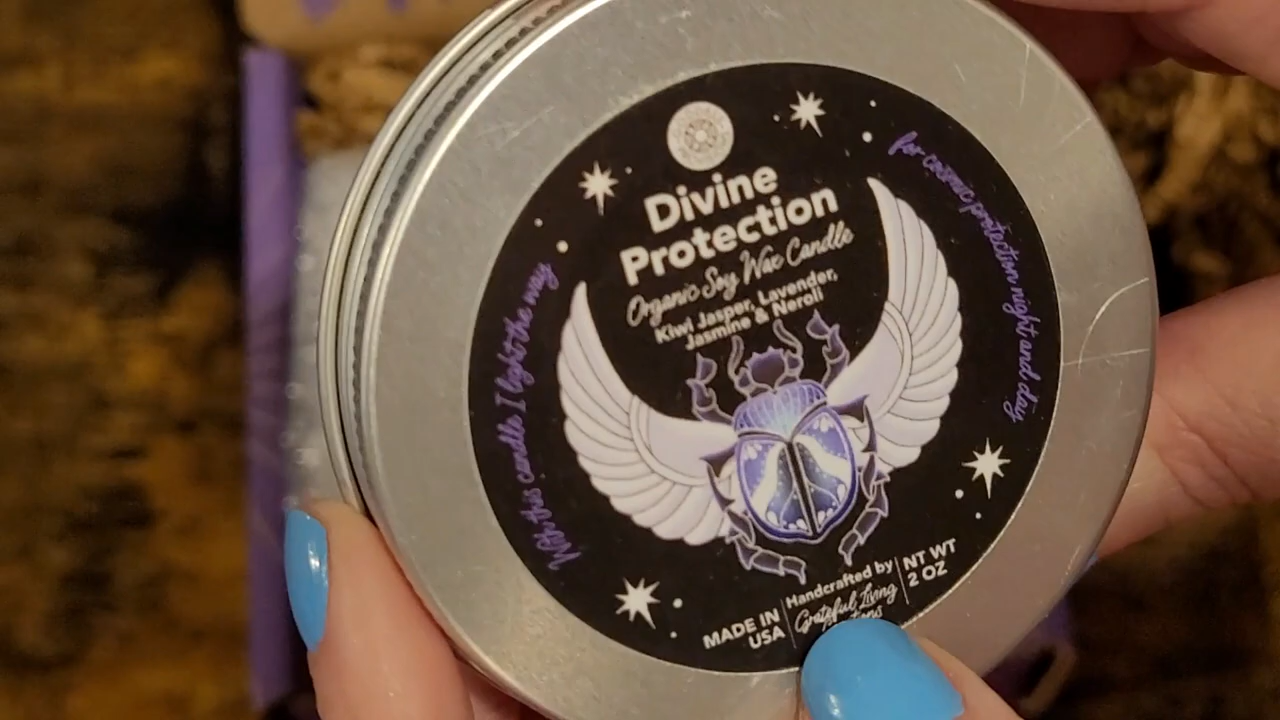 Divine
Protection
Organic Soy Wax Candle
Kiwi Jasper, Lavender,
Jasmine & Neroli
With this candle I light the way
for cosmic protection night and day
MADE IN
USA
Handcrafted by
Grateful Living
NT WT
2 OZ